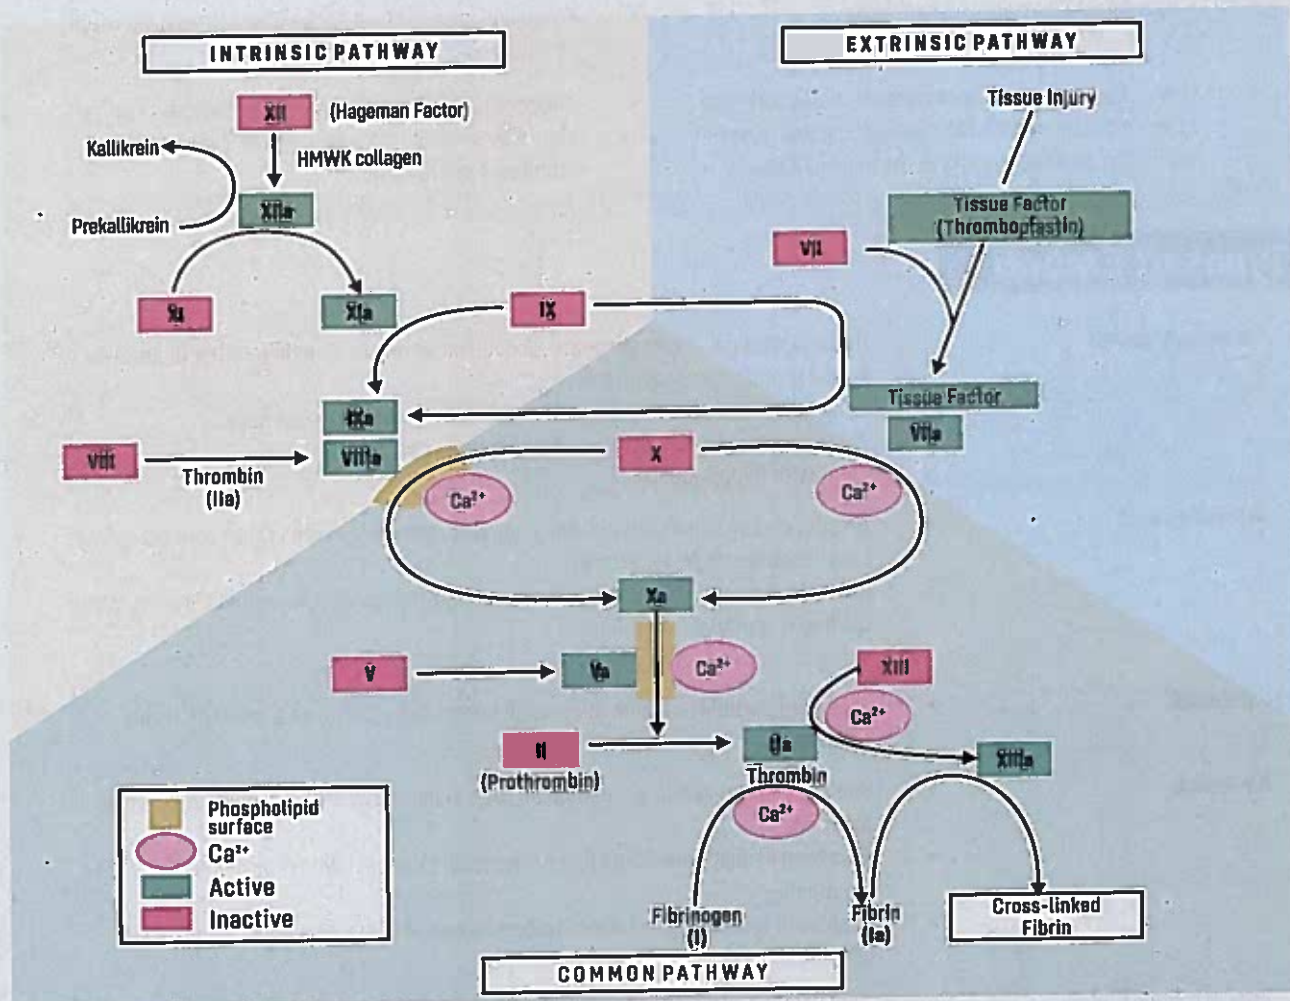 INTRINSIC PATHWAY
EXTRINSIC PATHWAY
XII
(Hageman Factor)
Tissue Injury
Kallikrein
HMWK collagen
Prekallikrein
XIIa
Tissue Factor
(Thromboplastin)
VII
XI
XIa
IX
IXa
Tissue Factor
VIIa
VIII
Thrombin
(IIa)
VIIIa
X
Ca²⁺
Ca²⁺
Xa
V
Va
Ca²⁺
XIII
Ca²⁺
II
(Prothrombin)
IIa
Thrombin
XIIIa
Ca²⁺
Fibrinogen
(I)
Fibrin
(Ia)
Cross-linked
Fibrin
Phospholipid
surface
Ca²⁺
Active
Inactive
COMMON PATHWAY